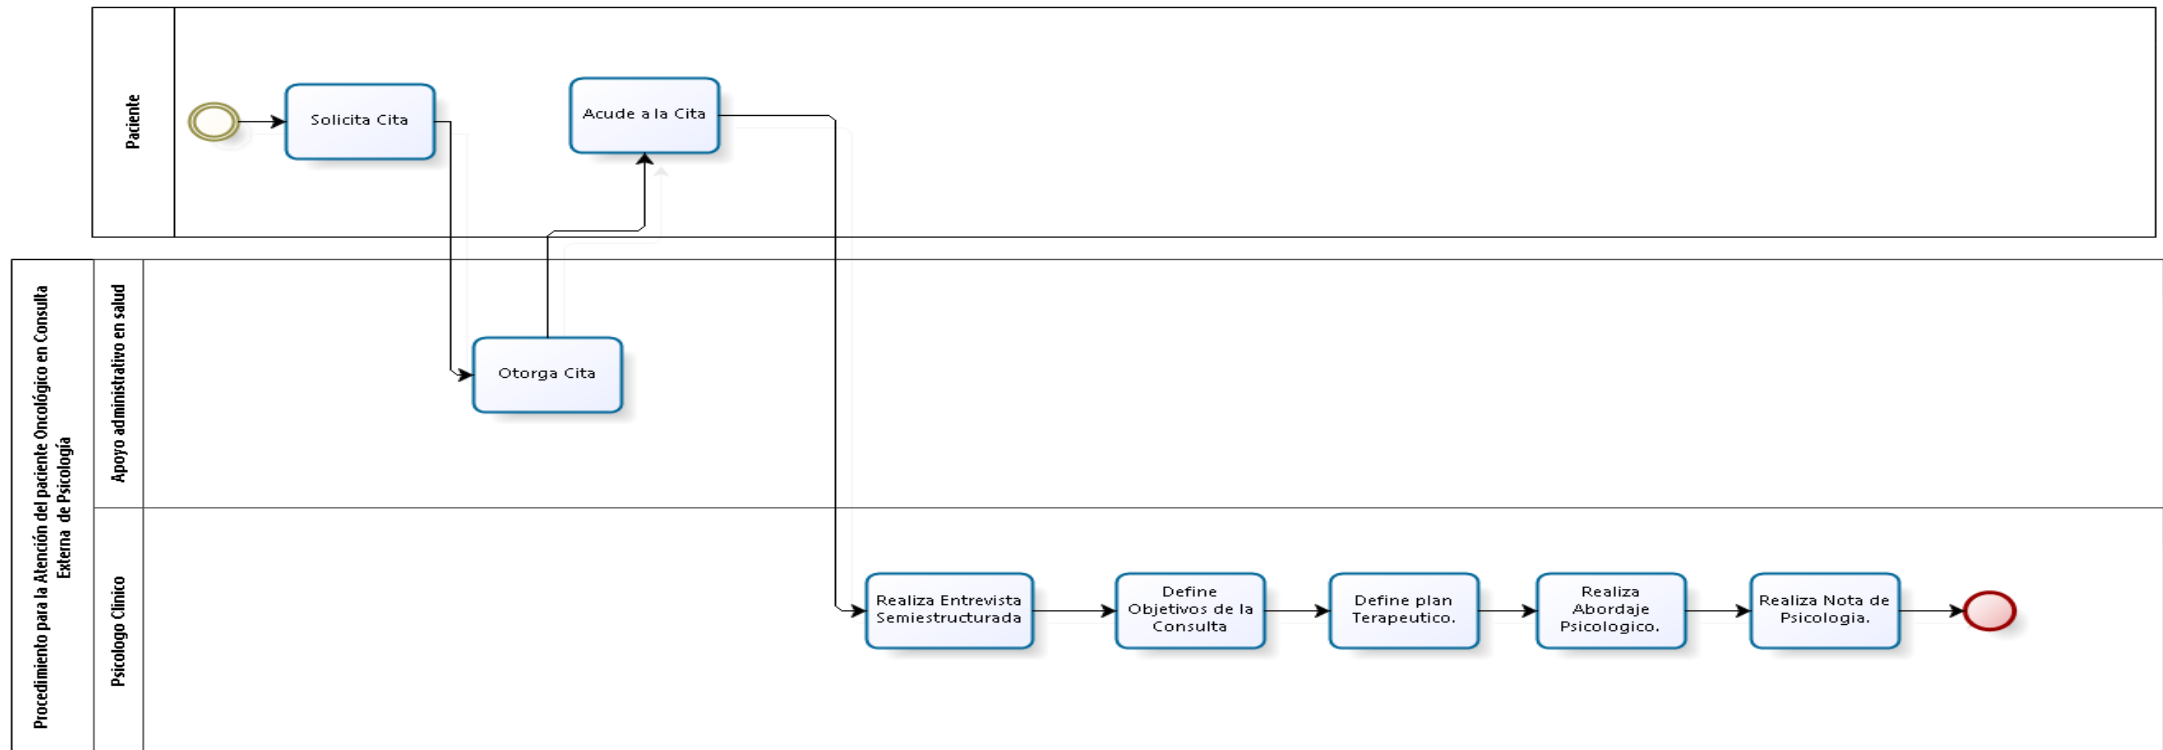 Paciente
Solicita Cita
Acude a la Cita
Procedimiento para la Atención del paciente Oncológico en Consulta
Externa de Psicología
Apoyo administrativo en salud
Otorga Cita
Psicologo Clinico
Realiza Entrevista
Semiestructurada
Define
Objetivos de la
Consulta
Define plan
Terapeutico.
Realiza
Abordaje
Psicologico.
Realiza Nota de
Psicologia.